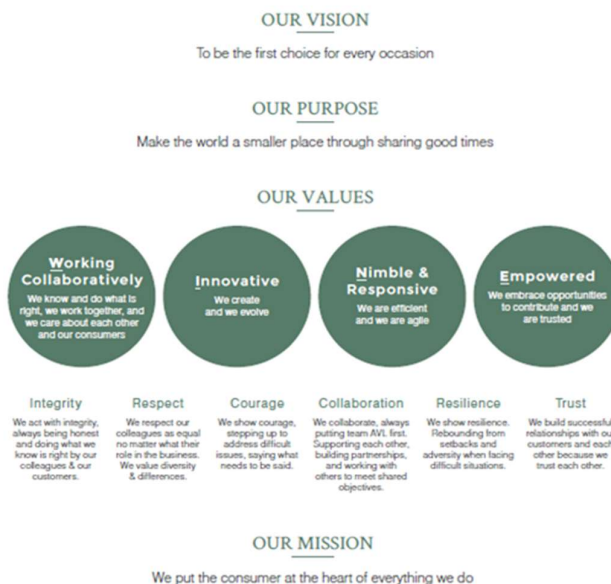 OUR VISION
To be the first choice for every occasion
OUR PURPOSE
Make the world a smaller place through sharing good times
OUR VALUES
Working
Collaboratively
We know and do what is
right, we work together, and
we care about each other
and our consumers
Innovative
We create
and we evolve
Nimble &
Responsive
We are efficient
and we are agile
Empowered
We embrace opportunities
to contribute and we
are trusted
Integrity
We act with integrity,
always being honest
and doing what we
know is right by our
colleagues & our
customers.
Respect
We respect our
colleagues as equal
no matter what their
role in the business.
We value diversity
& differences.
Courage
We show courage,
stepping up to
address difficult
issues, saying what
needs to be said.
Collaboration
We collaborate, always
putting team AVL first.
Supporting each other,
building partnerships,
and working with
others to meet shared
objectives.
Resilience
We show resilience.
Rebounding from
setbacks and
adversity when facing
difficult situations.
Trust
We build successful
relationships with our
customers and each
other because we
trust each other.
OUR MISSION
We put the consumer at the heart of everything we do